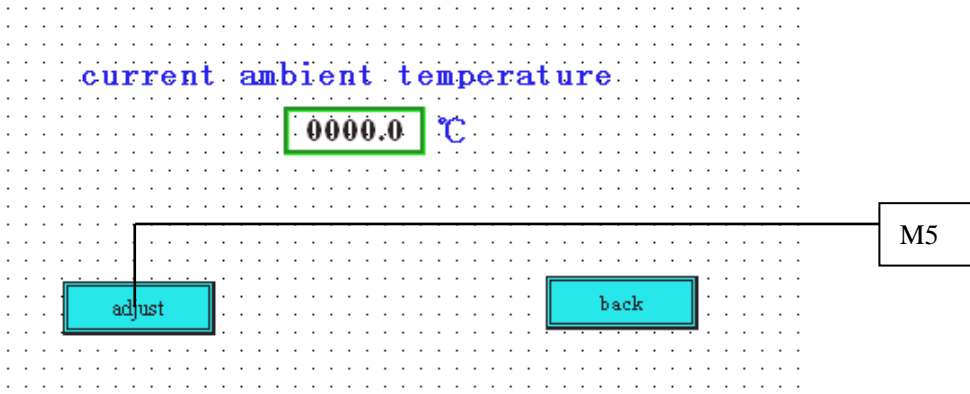 current ambient temperature
0000.0 ℃
M5
adjust
back